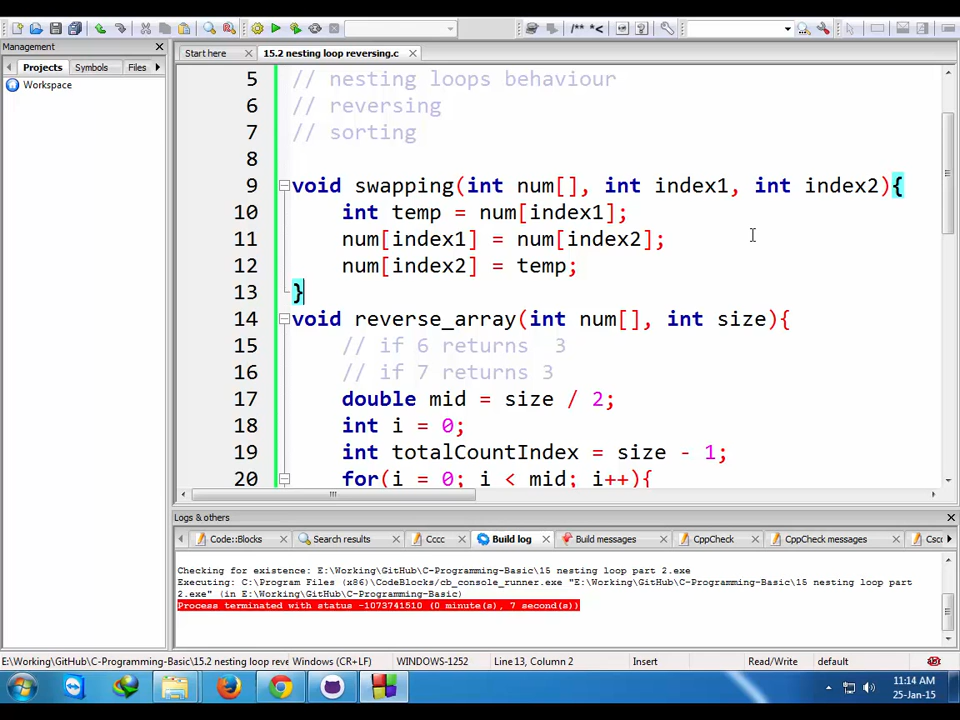 Management
Projects
Symbols
Files
Workspace
Start here
15.2 nesting loop reversing.c
/** *<
5 // nesting loops behaviour
6 // reversing
7 // sorting
8
9 void swapping(int num[], int index1, int index2){
10 int temp = num[index1];
11 num[index1] = num[index2];
12 num[index2] = temp;
13 }
14 void reverse_array(int num[], int size){
15 // if 6 returns  3
16 // if 7 returns 3
17 double mid = size / 2;
18 int i = 0;
19 int totalCountIndex = size - 1;
20 for(i = 0; i < mid; i++){
Logs & others
Code::Blocks
Search results
Cccc
Build log
Build messages
CppCheck
CppCheck messages
Csco
Checking for existence: E:\Working\GitHub\C-Programming-Basic\15 nesting loop part 2.exe
Executing: C:\Program Files (x86)\CodeBlocks/cb_console_runner.exe "E:\Working\GitHub\C-Programming-Basic\15 nesting loop part
2.exe" (in E:\Working\GitHub\C-Programming-Basic)
Process terminated with status -1073741510 (0 minute(s), 7 second(s))
E:\Working\GitHub\C-Programming-Basic\15.2 nesting loop reve
Windows (CR+LF)
WINDOWS-1252
Line 13, Column 2
Insert
Read/Write
default
11:14 AM
25-Jan-15